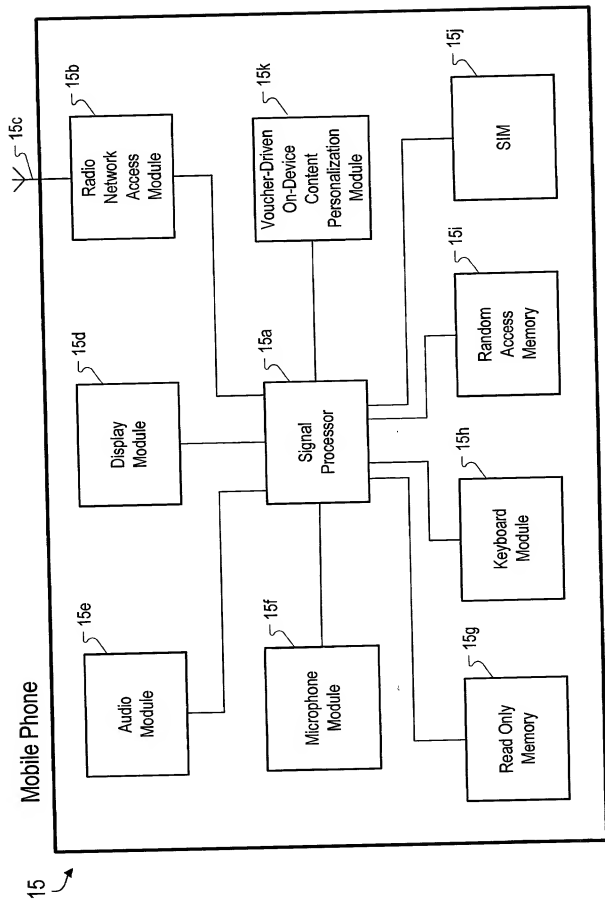 15
Mobile Phone
15c
15e
Audio
Module
15d
Display
Module
15b
Radio
Network
Access
Module
15f
Microphone
Module
15a
Signal
Processor
15k
Voucher-Driven
On-Device
Content
Personalization
Module
15g
Read Only
Memory
15h
Keyboard
Module
15i
Random
Access
Memory
15j
SIM